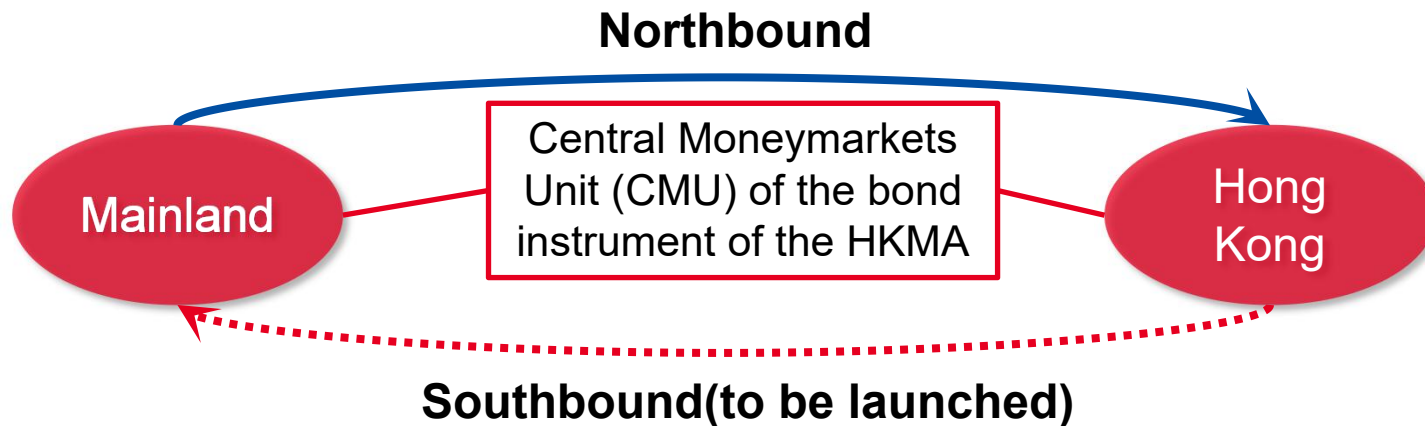 Northbound
Central Moneymarkets
Unit (CMU) of the bond
instrument of the HKMA
Mainland
Hong
Kong
Southbound(to be launched)